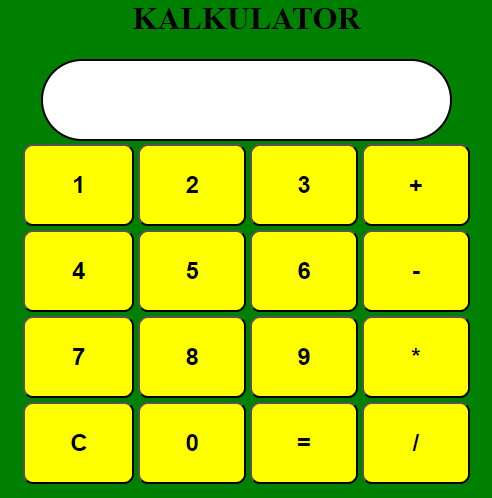 KALKULATOR
1 2 3 +
4 5 6 -
7 8 9 *
C 0 = /